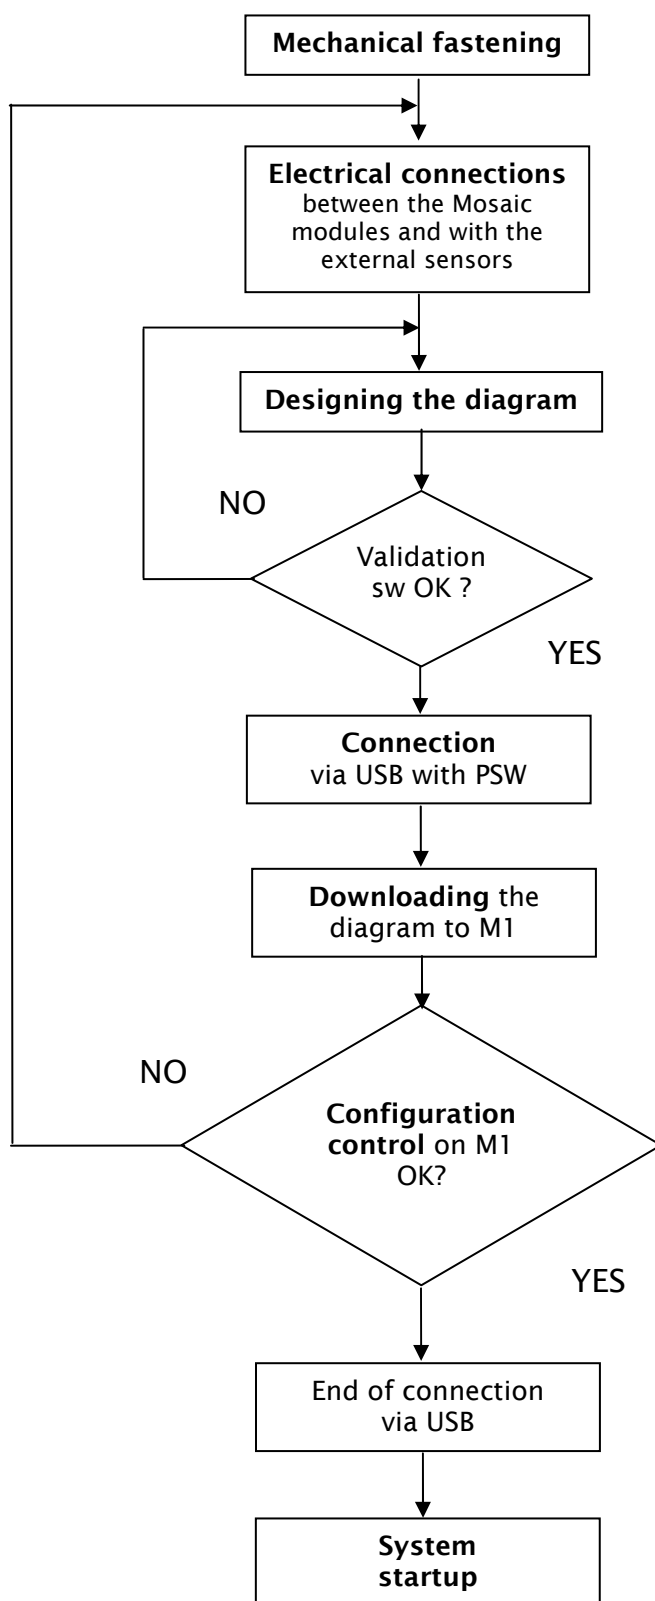 Mechanical fastening
Electrical connections
between the Mosaic
modules and with the
external sensors
Designing the diagram
NO
Validation
sw OK ?
YES
Connection
via USB with PSW
Downloading the
diagram to M1
NO
Configuration
control on M1
OK?
YES
End of connection
via USB
System
startup